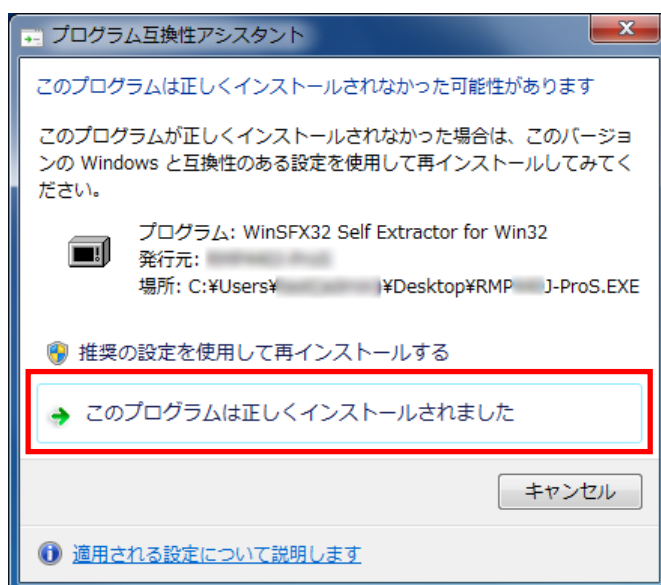 プログラム互換性アシスタント
このプログラムは正しくインストールされなかった可能性があります
このプログラムが正しくインストールされなかった場合は、このバージョ
ンの Windows と互換性のある設定を使用して再インストールしてみてく
ださい。
プログラム: WinSFX32 Self Extractor for Win32
発行元:
場所: C:¥Users¥ ¥Desktop¥RMP J-ProS.EXE
推奨の設定を使用して再インストールする
このプログラムは正しくインストールされました
キャンセル
適用される設定について説明します